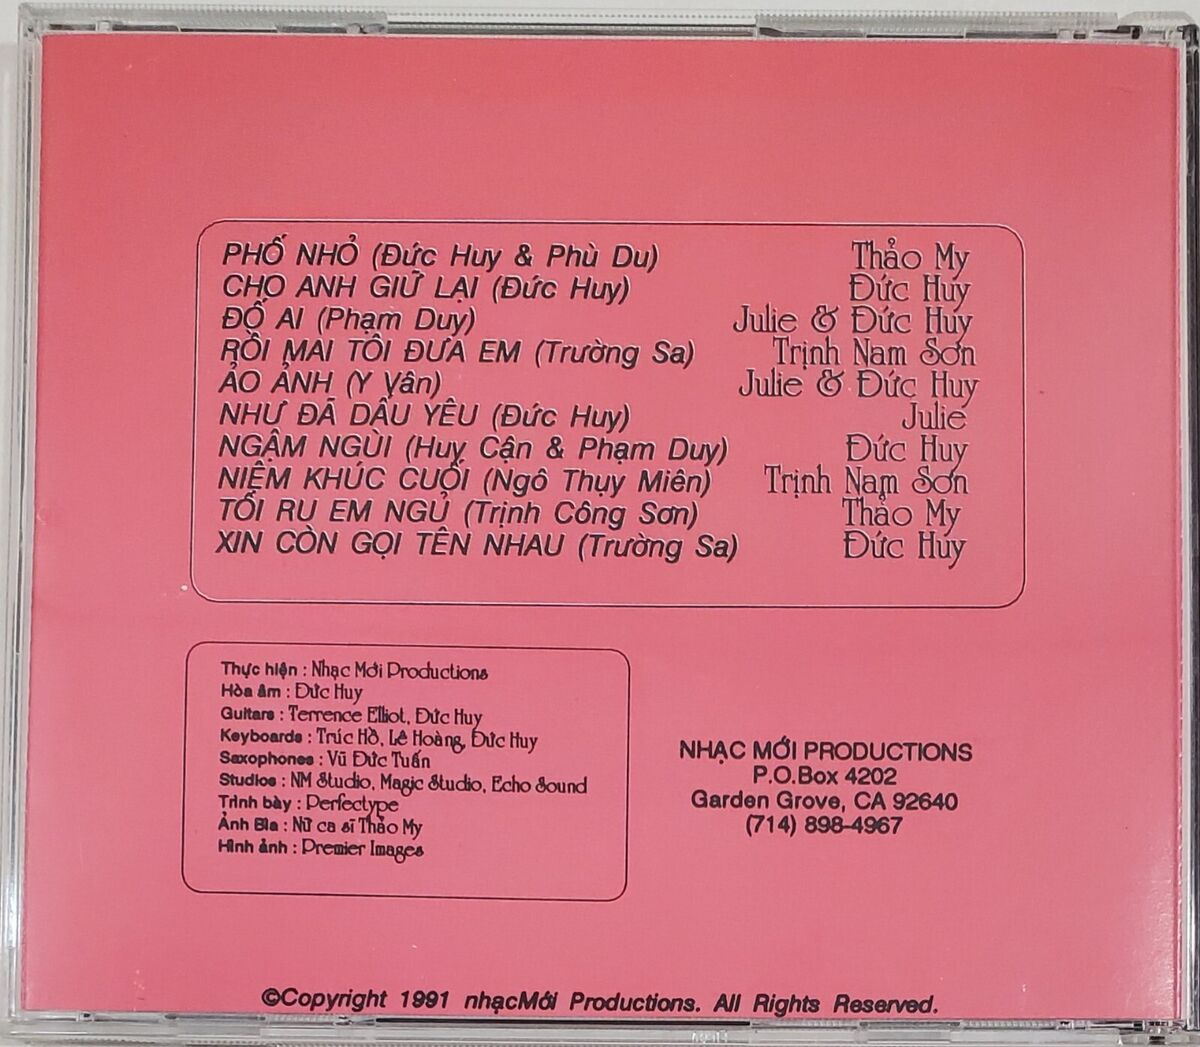 PHỐ NHỎ (Đức Huy & Phù Du) Thảo My
CHO ANH GIỮ LẠI (Đức Huy) Đức Huy
ĐỐ AI (Phạm Duy) Julie & Đức Huy
RỒI MAI TÔI ĐƯA EM (Trường Sa) Trịnh Nam Sơn
ẢO ẢNH (Y Vân) Julie & Đức Huy
NHƯ ĐÃ DẤU YÊU (Đức Huy) Julie
NGẬM NGÙI (Huy Cận & Phạm Duy) Đức Huy
NIỆM KHÚC CUỐI (Ngô Thụy Miên) Trịnh Nam Sơn
TÔI RU EM NGỦ (Trịnh Công Sơn) Thảo My
XIN CÒN GỌI TÊN NHAU (Trường Sa) Đức Huy
Thực hiện : Nhạc Mới Productions
Hòa âm : Đức Huy
Guitars : Terrence Elliot, Đức Huy
Keyboards : Trúc Hồ, Lê Hoàng, Đức Huy
Saxophones : Vũ Đức Tuấn
Studios : NM Studio, Magic Studio, Echo Sound
Trình bày : Perfectype
Ảnh Bìa : Nữ ca sĩ Thảo My
Hình ảnh : Premier Images
NHẠC MỚI PRODUCTIONS
P.O.Box 4202
Garden Grove, CA 92640
(714) 898-4967
©Copyright 1991 nhạcMới Productions. All Rights Reserved.